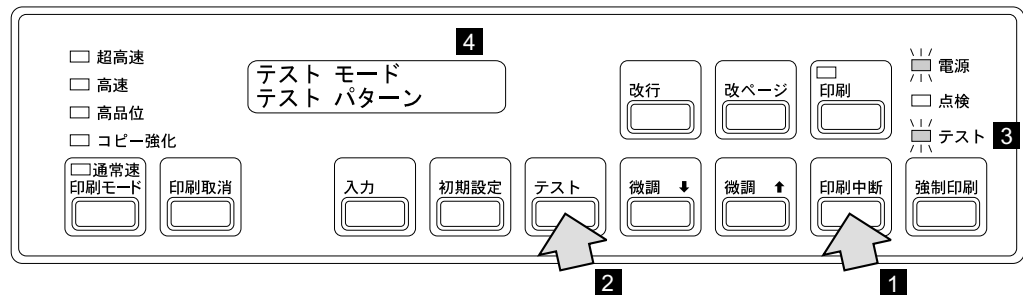 4
超高速
高速
高品位
コピー強化
通常速
印刷モード
印刷取消
テスト モード
テスト パターン
改行
改ページ
印刷
電源
点検
テスト 3
入力
初期設定
テスト
微調 ⬇
微調 ⬆
印刷中断
強制印刷
2
1